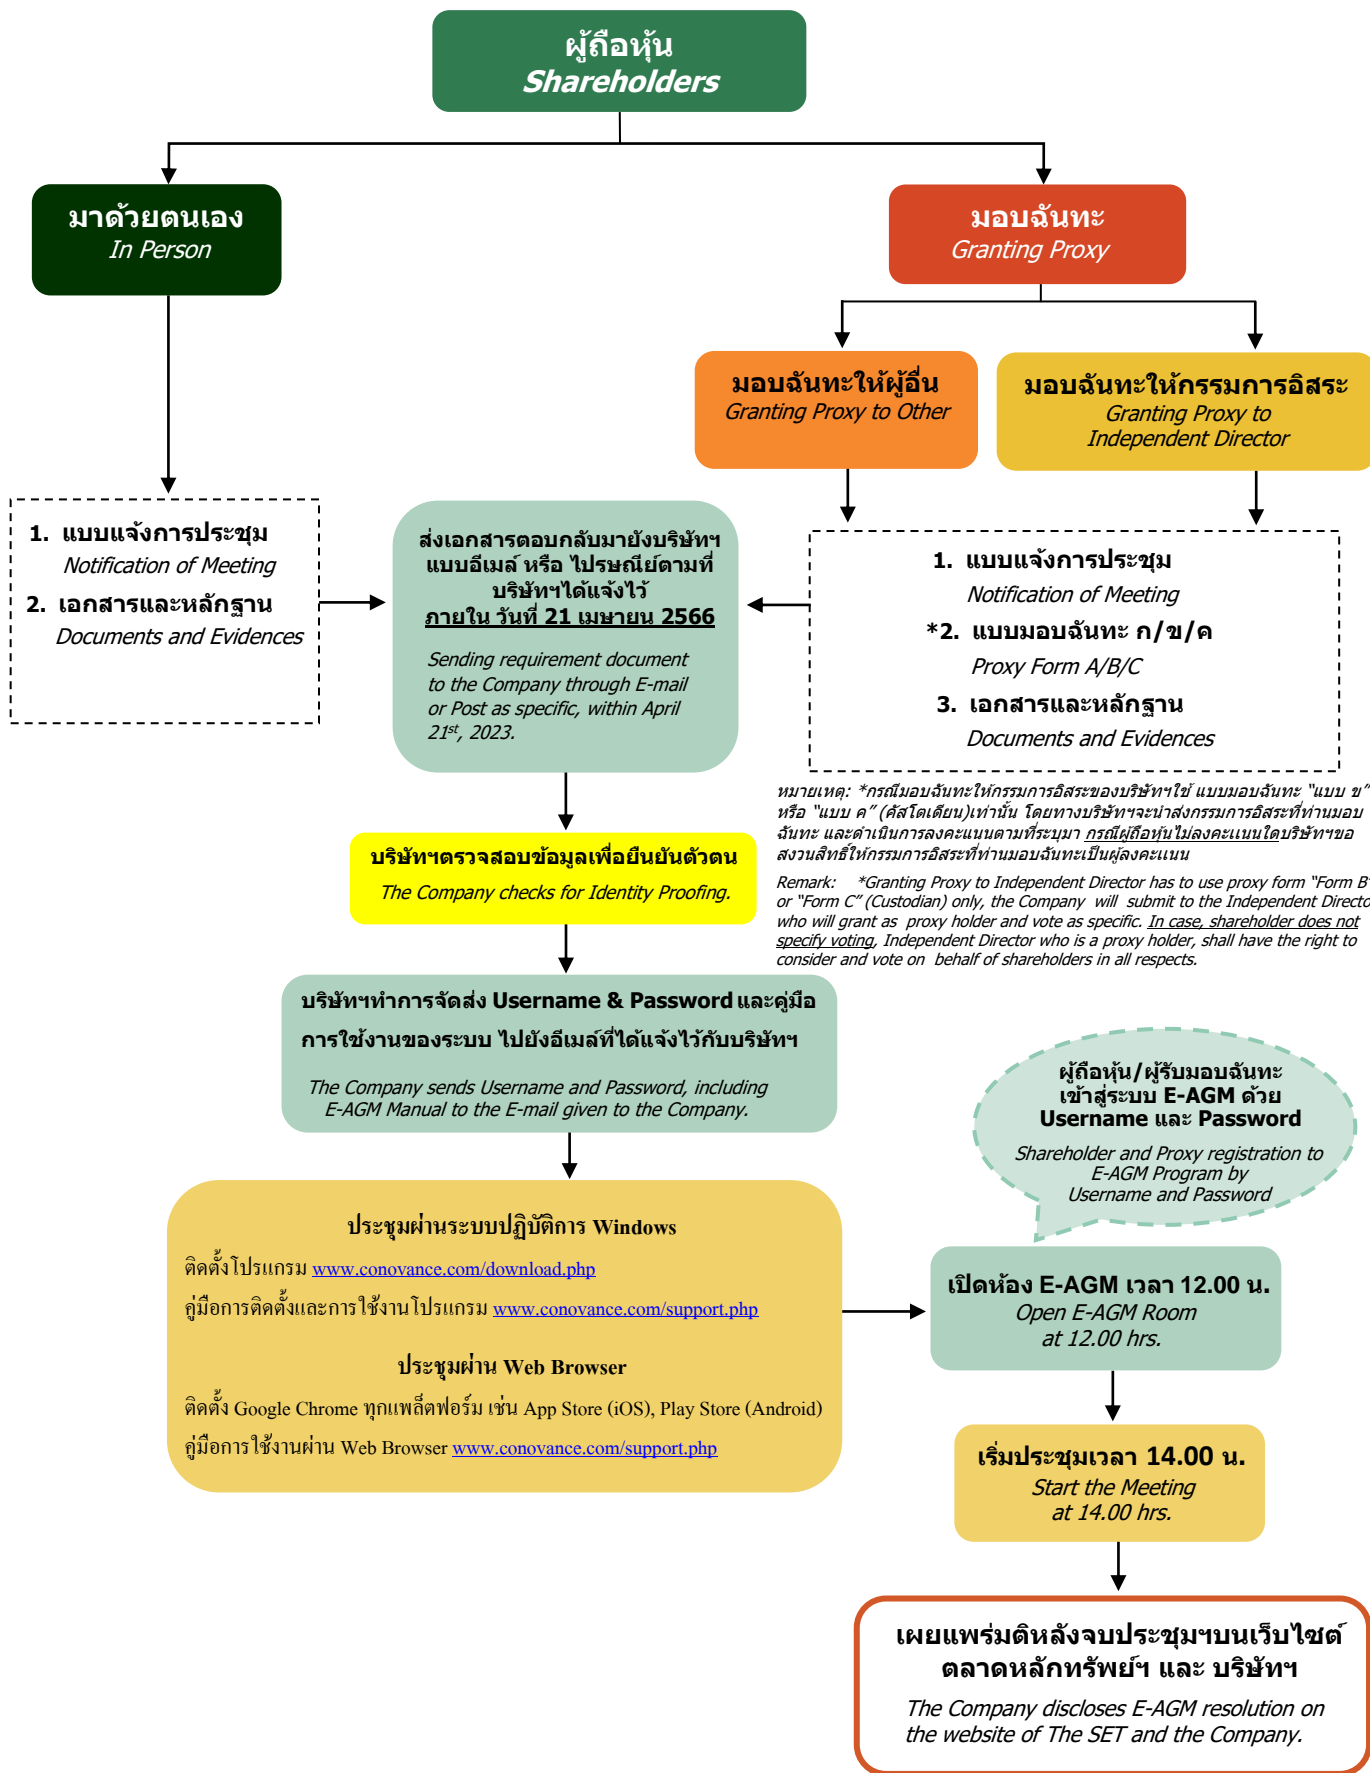 ผู้ถือหุ้น
Shareholders
มาด้วยตนเอง
In Person
มอบฉันทะ
Granting Proxy
มอบฉันทะให้ผู้อื่น
Granting Proxy to Other
มอบฉันทะให้กรรมการอิสระ
Granting Proxy to
Independent Director
1. แบบแจ้งการประชุม
Notification of Meeting
2. เอกสารและหลักฐาน
Documents and Evidences
ส่งเอกสารตอบกลับมายังบริษัทฯ
แบบอีเมล์ หรือ ไปรษณีย์ตามที่
บริษัทฯได้แจ้งไว้
ภายใน วันที่ 21 เมษายน 2566
Sending requirement document
to the Company through E-mail
or Post as specific, within April
21st, 2023.
1. แบบแจ้งการประชุม
Notification of Meeting
*2. แบบมอบฉันทะ ก/ข/ค
Proxy Form A/B/C
3. เอกสารและหลักฐาน
Documents and Evidences
หมายเหตุ: *กรณีมอบฉันทะให้กรรมการอิสระของบริษัทฯใช้ แบบมอบฉันทะ "แบบ ข"
หรือ "แบบ ค" (คัสโตเดียน)เท่านั้น โดยทางบริษัทฯจะนำส่งกรรมการอิสระที่ท่านมอบ
ฉันทะ และดำเนินการลงคะแนนตามที่ระบุมา กรณีผู้ถือหุ้นไม่ลงคะแนนใดบริษัทฯขอ
สงวนสิทธิ์ให้กรรมการอิสระที่ท่านมอบฉันทะเป็นผู้ลงคะแนน
Remark: *Granting Proxy to Independent Director has to use proxy form "Form B"
or "Form C" (Custodian) only, the Company will submit to the Independent Directo
who will grant as proxy holder and vote as specific. In case, shareholder does not
specify voting, Independent Director who is a proxy holder, shall have the right to
consider and vote on behalf of shareholders in all respects.
บริษัทฯตรวจสอบข้อมูลเพื่อยืนยันตัวตน
The Company checks for Identity Proofing.
บริษัทฯทำการจัดส่ง Username & Password และคู่มือ
การใช้งานของระบบ ไปยังอีเมล์ที่ได้แจ้งไว้กับบริษัทฯ
The Company sends Username and Password, including
E-AGM Manual to the E-mail given to the Company.
ผู้ถือหุ้น/ผู้รับมอบฉันทะ
เข้าสู่ระบบ E-AGM ด้วย
Username และ Password
Shareholder and Proxy registration to
E-AGM Program by
Username and Password
ประชุมผ่านระบบปฏิบัติการ Windows
ติดตั้งโปรแกรม www.conovance.com/download.php
คู่มือการติดตั้งและการใช้งานโปรแกรม www.conovance.com/support.php
ประชุมผ่าน Web Browser
ติดตั้ง Google Chrome ทุกแพล็ตฟอร์ม เช่น App Store (iOS), Play Store (Android)
คู่มือการใช้งานผ่าน Web Browser www.conovance.com/support.php
เปิดห้อง E-AGM เวลา 12.00 น.
Open E-AGM Room
at 12.00 hrs.
เริ่มประชุมเวลา 14.00 น.
Start the Meeting
at 14.00 hrs.
เผยแพร่มติหลังจบประชุมฯบนเว็บไซต์
ตลาดหลักทรัพย์ฯ และ บริษัทฯ
The Company discloses E-AGM resolution on
the website of The SET and the Company.